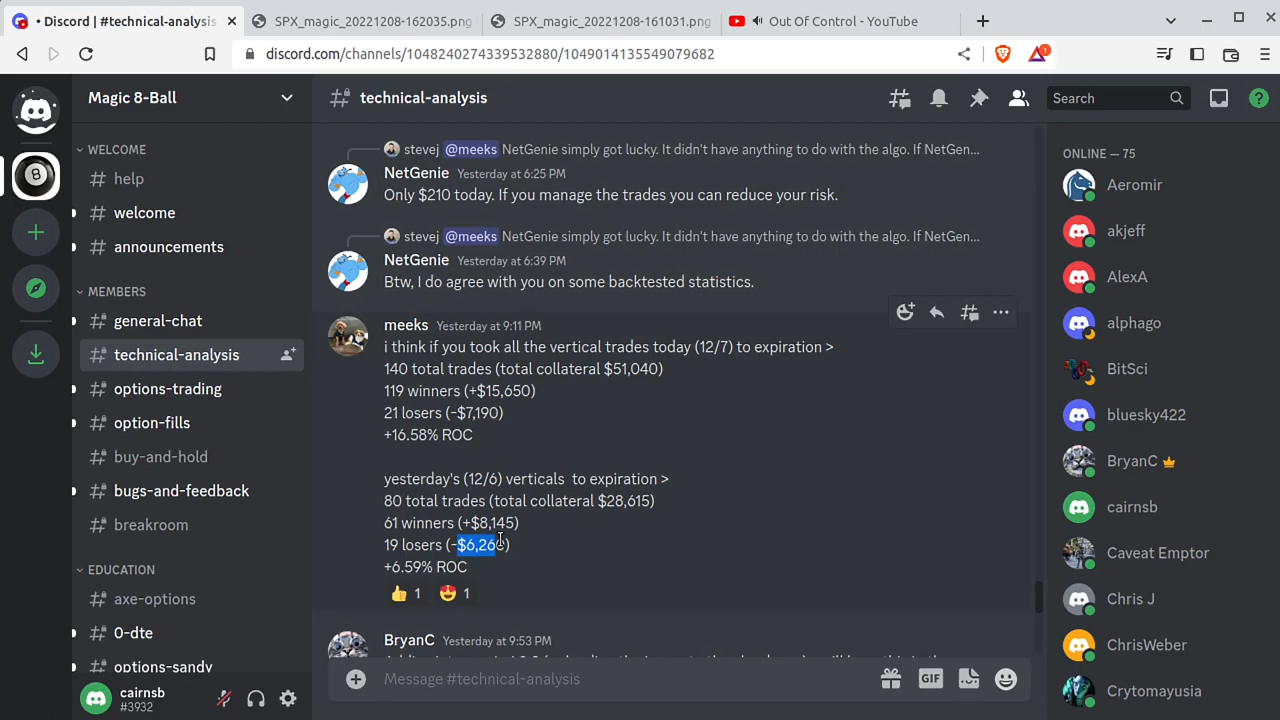 Discord | #technical-analysis
SPX_magic_20221208-162035.png
SPX_magic_20221208-161031.png
Out Of Control - YouTube
discord.com/channels/1048240274339532880/1049014135549079682
1
Magic 8-Ball
technical-analysis
Search
8
WELCOME
help
welcome
announcements
MEMBERS
general-chat
technical-analysis
options-trading
option-fills
buy-and-hold
bugs-and-feedback
breakroom
EDUCATION
axe-options
0-dte
options-sandy
cairnsb
#3932
stevej @meeks NetGenie simply got lucky. It didn't have anything to do with the algo. If NetGen...
NetGenie Yesterday at 6:25 PM
Only $210 today. If you manage the trades you can reduce your risk.
stevej @meeks NetGenie simply got lucky. It didn't have anything to do with the algo. If NetGen...
NetGenie Yesterday at 6:39 PM
Btw, I do agree with you on some backtested statistics.
meeks Yesterday at 9:11 PM
i think if you took all the vertical trades today (12/7) to expiration >
140 total trades (total collateral $51,040)
119 winners (+$15,650)
21 losers (-$7,190)
+16.58% ROC
yesterday's (12/6) verticals to expiration >
80 total trades (total collateral $28,615)
61 winners (+$8,145)
+6.59% ROC
1 1
BryanC Yesterday at 9:53 PM
Message #technical-analysis
GIF
ONLINE — 75
Aeromir
akjeff
AlexA
alphago
BitSci
bluesky422
BryanC
cairnsb
Caveat Emptor
Chris J
ChrisWeber
Crytomayusia